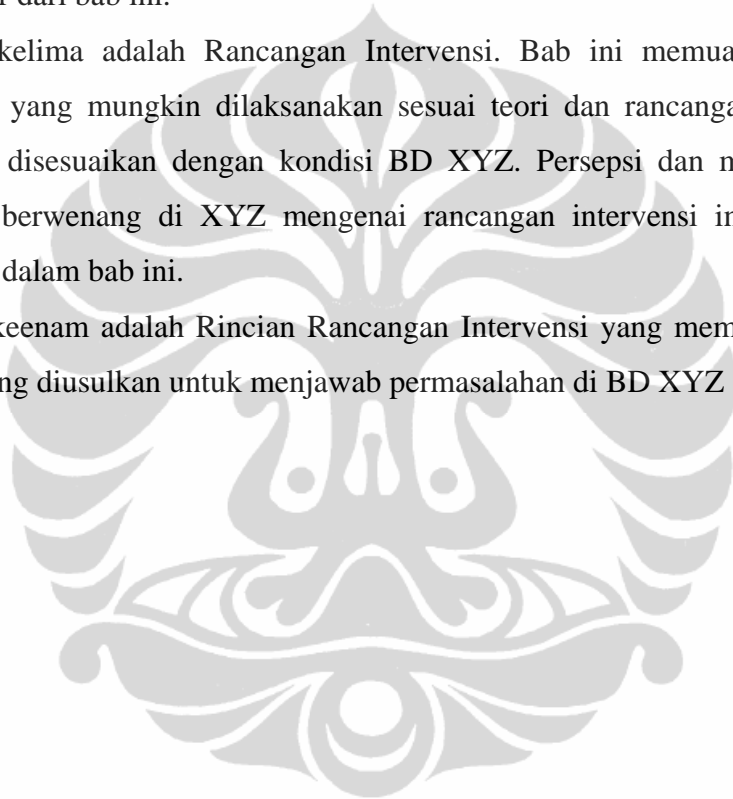 dari bab ini.
kelima adalah Rancangan Intervensi. Bab ini memua
yang mungkin dilaksanakan sesuai teori dan rancanga
disesuaikan dengan kondisi BD XYZ. Persepsi dan m
berwenang di XYZ mengenai rancangan intervensi in
dalam bab ini.
keenam adalah Rincian Rancangan Intervensi yang mem
ng diusulkan untuk menjawab permasalahan di BD XYZ